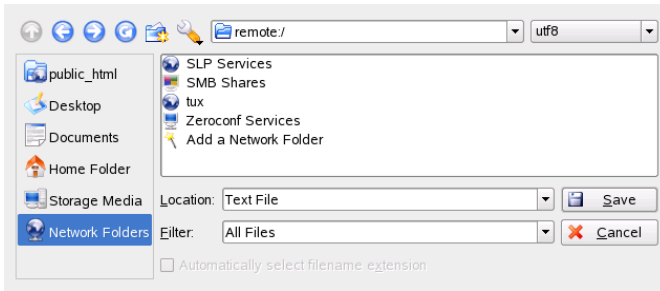 remote:/ utf8
public_html
Desktop
Documents
Home Folder
Storage Media
Network Folders
SLP Services
SMB Shares
tux
Zeroconf Services
Add a Network Folder
Location: Text File Save
Filter: All Files Cancel
Automatically select filename extension